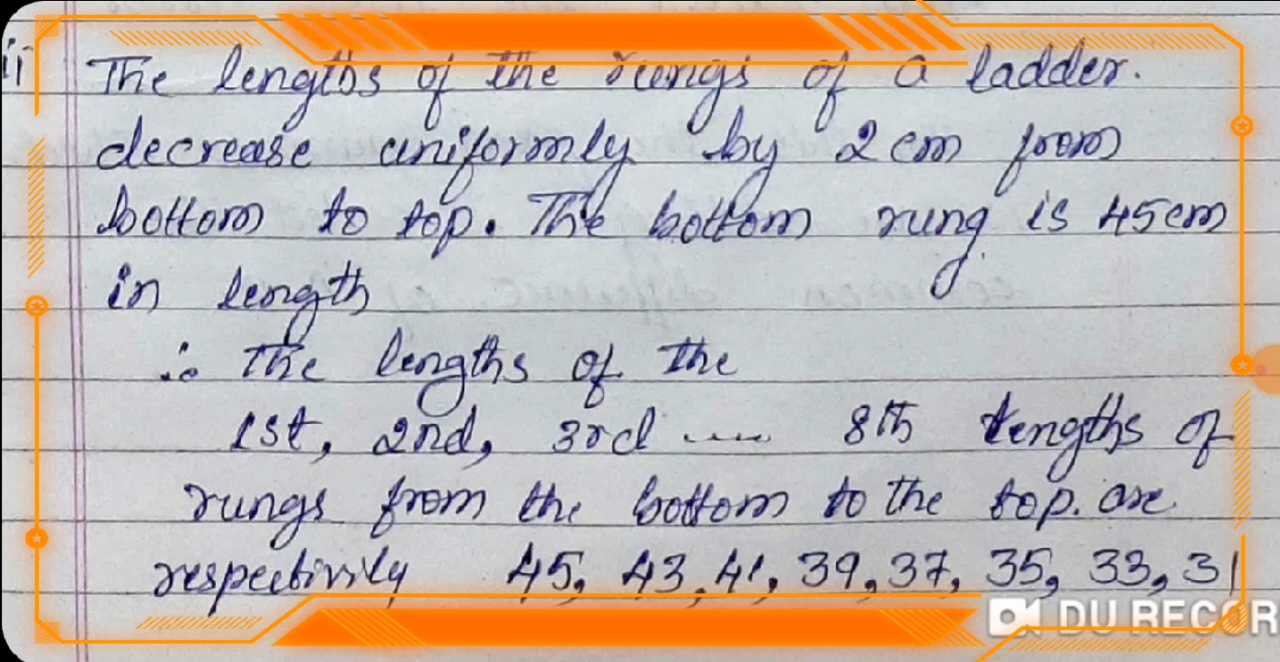 ii The lengths of the rungs of a ladder.
decrease uniformly by 2 cm from
bottom to top. The bottom rung is 45cm
in length
∴ The lengths of the
1st, 2nd, 3rd ..... 8th lengths of
rungs from the bottom to the top. are
respectivily 45, 43, 41, 39, 37, 35, 33, 31
DU RECOR